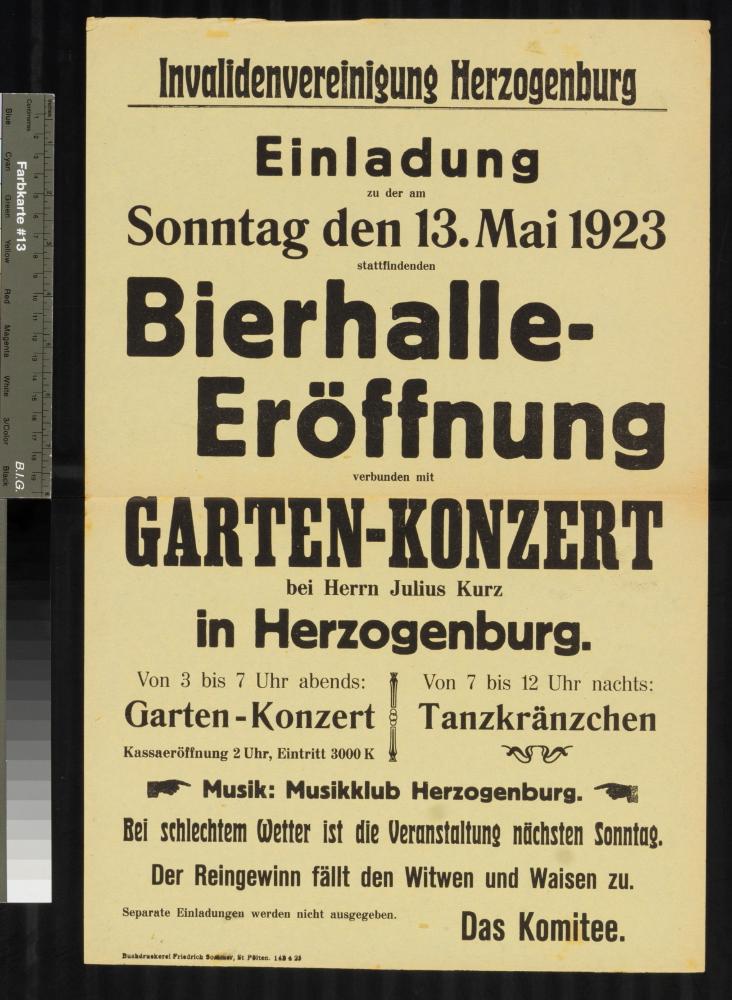 Invalidenvereinigung Herzogenburg
Einladung
zu der am
Sonntag den 13. Mai 1923
stattfindenden
Bierhalle-
Eröffnung
verbunden mit
GARTEN-KONZERT
bei Herrn Julius Kurz
in Herzogenburg.
Von 3 bis 7 Uhr abends:
Garten-Konzert
Kassaeröffnung 2 Uhr, Eintritt 3000 K
Von 7 bis 12 Uhr nachts:
Tanzkränzchen
Musik: Musikklub Herzogenburg.
Bei schlechtem Wetter ist die Veranstaltung nächsten Sonntag.
Der Reingewinn fällt den Witwen und Waisen zu.
Separate Einladungen werden nicht ausgegeben.
Das Komitee.
Buchdruckerei Friedrich Sommer, St Pölten.
Farbkarte #13
B.I.G.
Centimetres
Blue Cyan Green Yellow Red Magenta White 3/Color Black